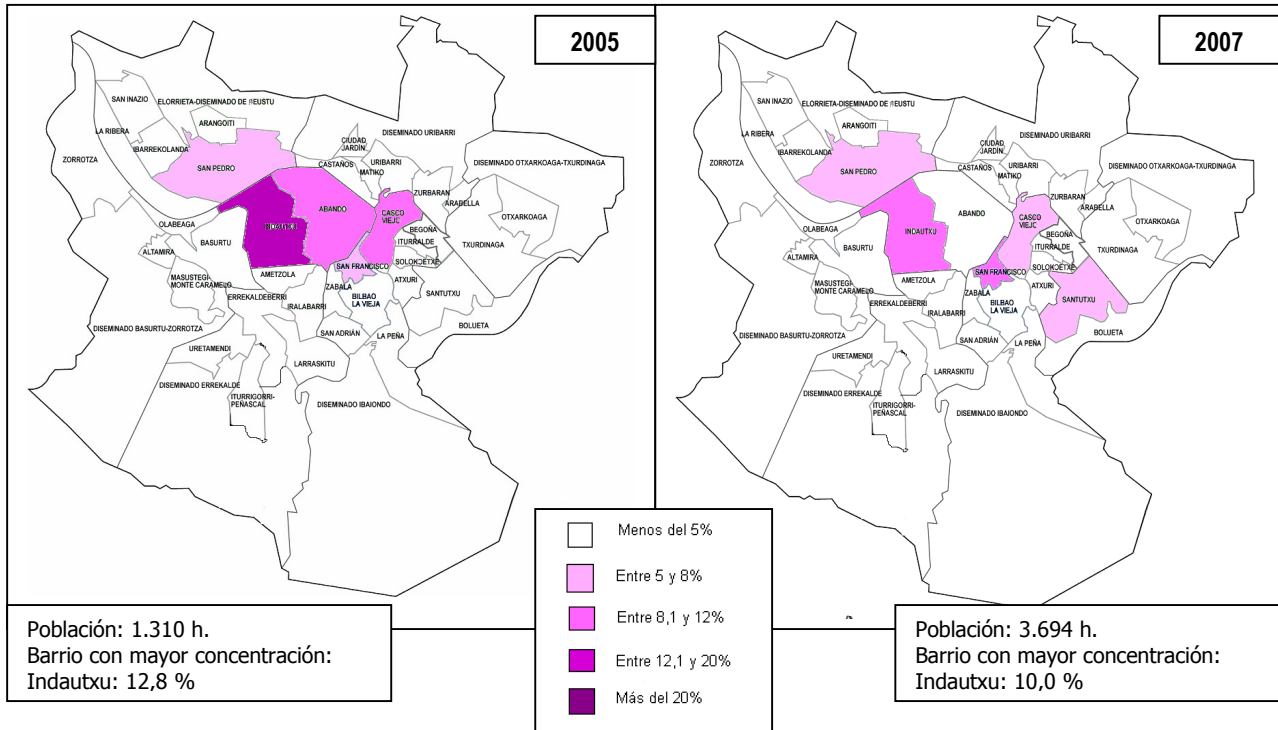 2005
SAN INAZIO
ELORRIETA-DISEMINADO DE
ARANGOITI
LA RIBERA
IBARREKOLANDA
ZORROTZA
SAN PEDRO
CASTAÑOS
CIUDAD
JARDIN
DISEMINADO URIBARRI
URIBARRI
MATIKO
DISEMINADO OTXARKOAGA-TXURDINAGA
ZURBARAN
ARABELLA
OTXARKOAGA
ABANDO
CASCO
VIEJO
OLABEAGA
BASURTU
BEGOÑA
ITURRALDE
TXURDINAGA
ALTAMIRA
AMETZOLA
SAN FRANCISCO
SOLOKOETXE
MASUSTEGI-
MONTE CARAMELO
ERREKALDEBERRI
ZABALA
ATXURI
SANTUTXU
BILBAO
LA VIEJA
IRALABARRI
DISEMINADO BASURTU-ZORROTZA
SAN ADRIÁN
LA PEÑA
BOLUETA
URETAMENDI
LARRASKITU
DISEMINADO ERREKALDE
ITURRIGORRI-
PEÑASCAL
DISEMINADO IBAIONDO
Población: 1.310 h.
Barrio con mayor concentración:
Indautxu: 12,8 %
2007
SAN INAZIO
ELORRIETA-DISEMINADO DE
ARANGOITI
LA RIBERA
IBARREKOLANDA
ZORROTZA
SAN PEDRO
CASTAÑOS
CIUDAD
JARDIN
DISEMINADO URIBARRI
URIBARRI
MATIKO
DISEMINADO OTXARKOAGA-TXURDINAGA
ZURBARAN
ARABELLA
OTXARKOAGA
ABANDO
CASCO
VIEJO
OLABEAGA
INDAUTXU
BASURTU
BEGOÑA
ITURRALDE
TXURDINAGA
ALTAMIRA
AMETZOLA
SAN FRANCISCO
SOLOKOETXE
MASUSTEGI-
MONTE CARAMELO
ERREKALDEBERRI
ZABALA
ATXURI
SANTUTXU
BILBAO
LA VIEJA
IRALABARRI
DISEMINADO BASURTU-ZORROTZA
SAN ADRIÁN
LA PEÑA
BOLUETA
URETAMENDI
LARRASKITU
DISEMINADO ERREKALDE
ITURRIGORRI-
PEÑASCAL
DISEMINADO IBAIONDO
Población: 3.694 h.
Barrio con mayor concentración:
Indautxu: 10,0 %
Menos del 5%
Entre 5 y 8%
Entre 8,1 y 12%
Entre 12,1 y 20%
Más del 20%